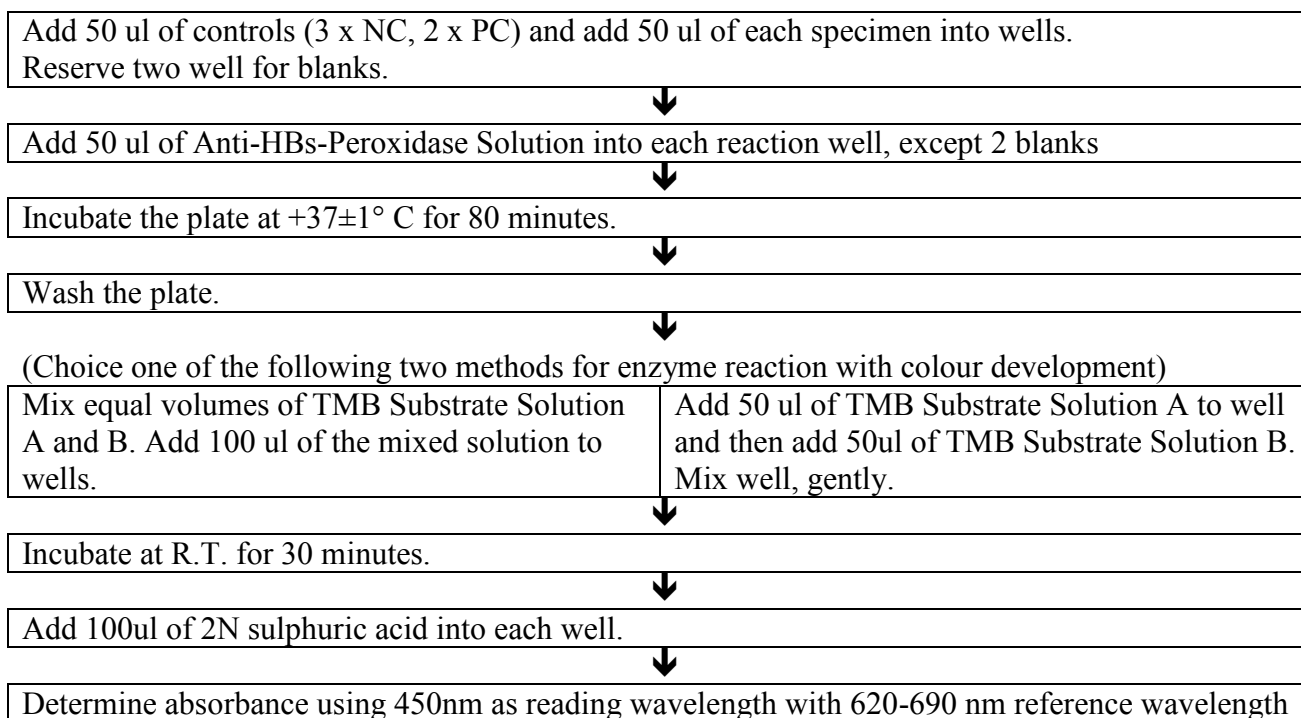 Add 50 ul of controls (3 x NC, 2 x PC) and add 50 ul of each specimen into wells.
Reserve two well for blanks.
Add 50 ul of Anti-HBs-Peroxidase Solution into each reaction well, except 2 blanks
Incubate the plate at +37±1° C for 80 minutes.
Wash the plate.
(Choice one of the following two methods for enzyme reaction with colour development)
Mix equal volumes of TMB Substrate Solution
A and B. Add 100 ul of the mixed solution to
wells.
Add 50 ul of TMB Substrate Solution A to well
and then add 50ul of TMB Substrate Solution B.
Mix well, gently.
Incubate at R.T. for 30 minutes.
Add 100ul of 2N sulphuric acid into each well.
Determine absorbance using 450nm as reading wavelength with 620-690 nm reference wavelength